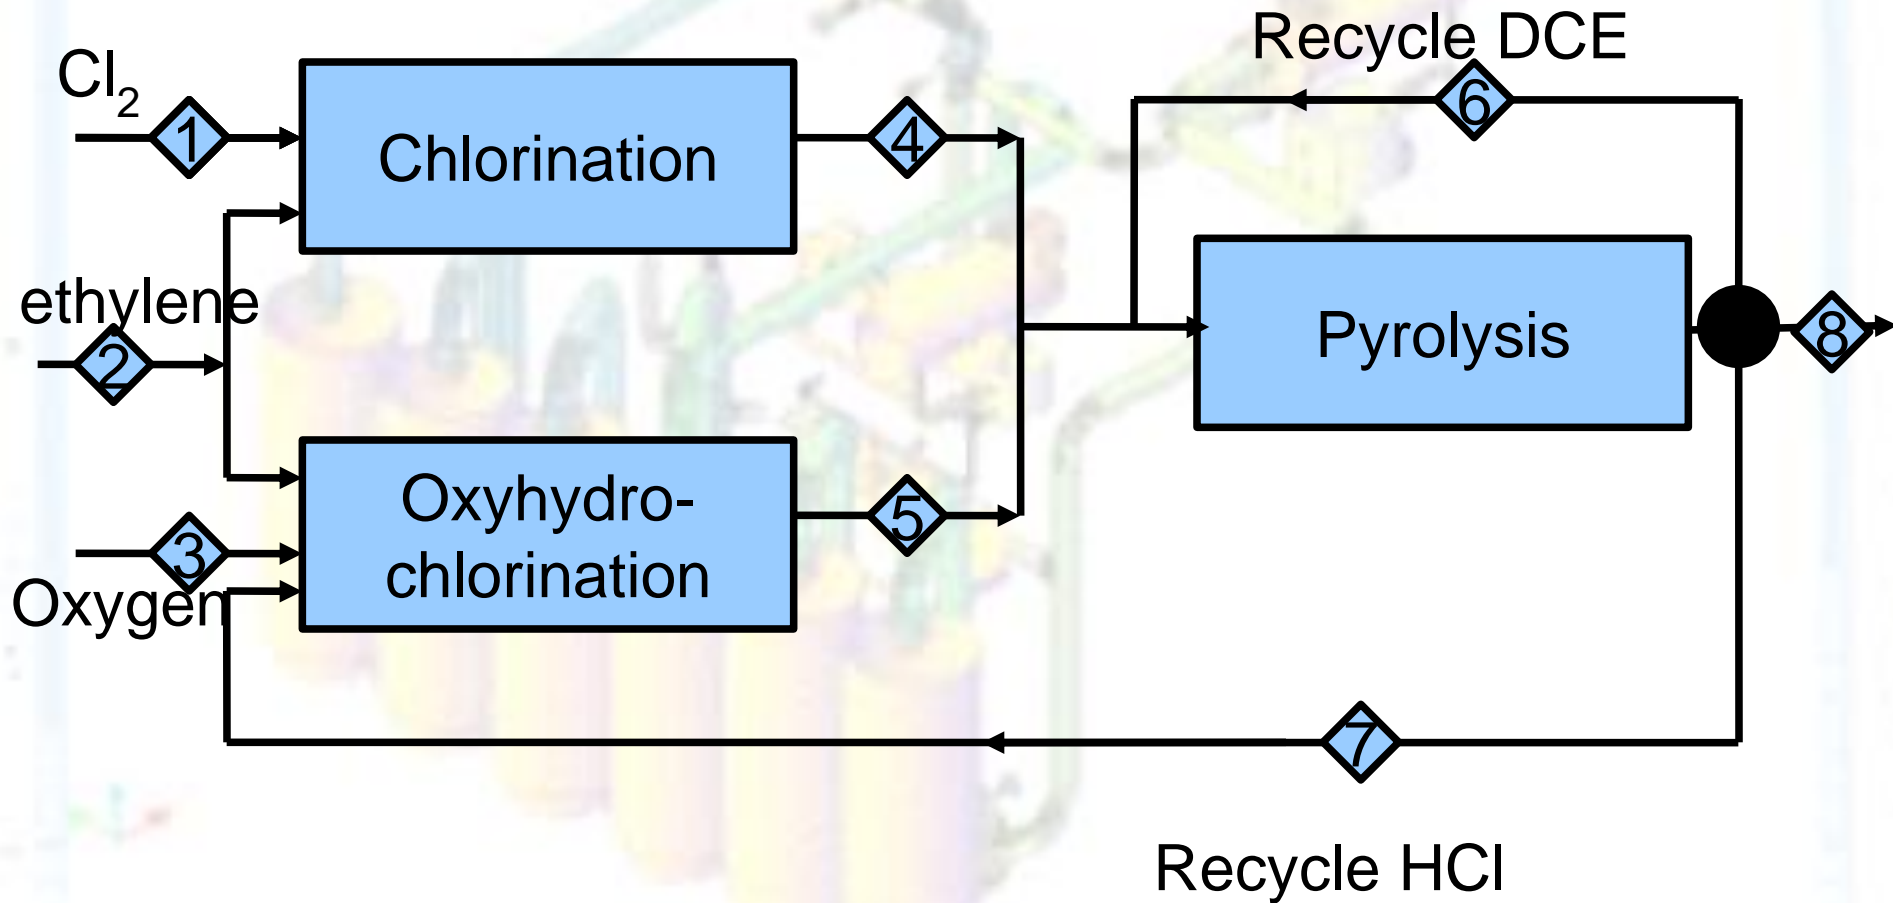 Recycle DCE
6
Cl₂
1
Chlorination
4
ethylene
2
Pyrolysis
8
Oxyhydro-
chlorination
5
3
Oxygen
7
Recycle HCl